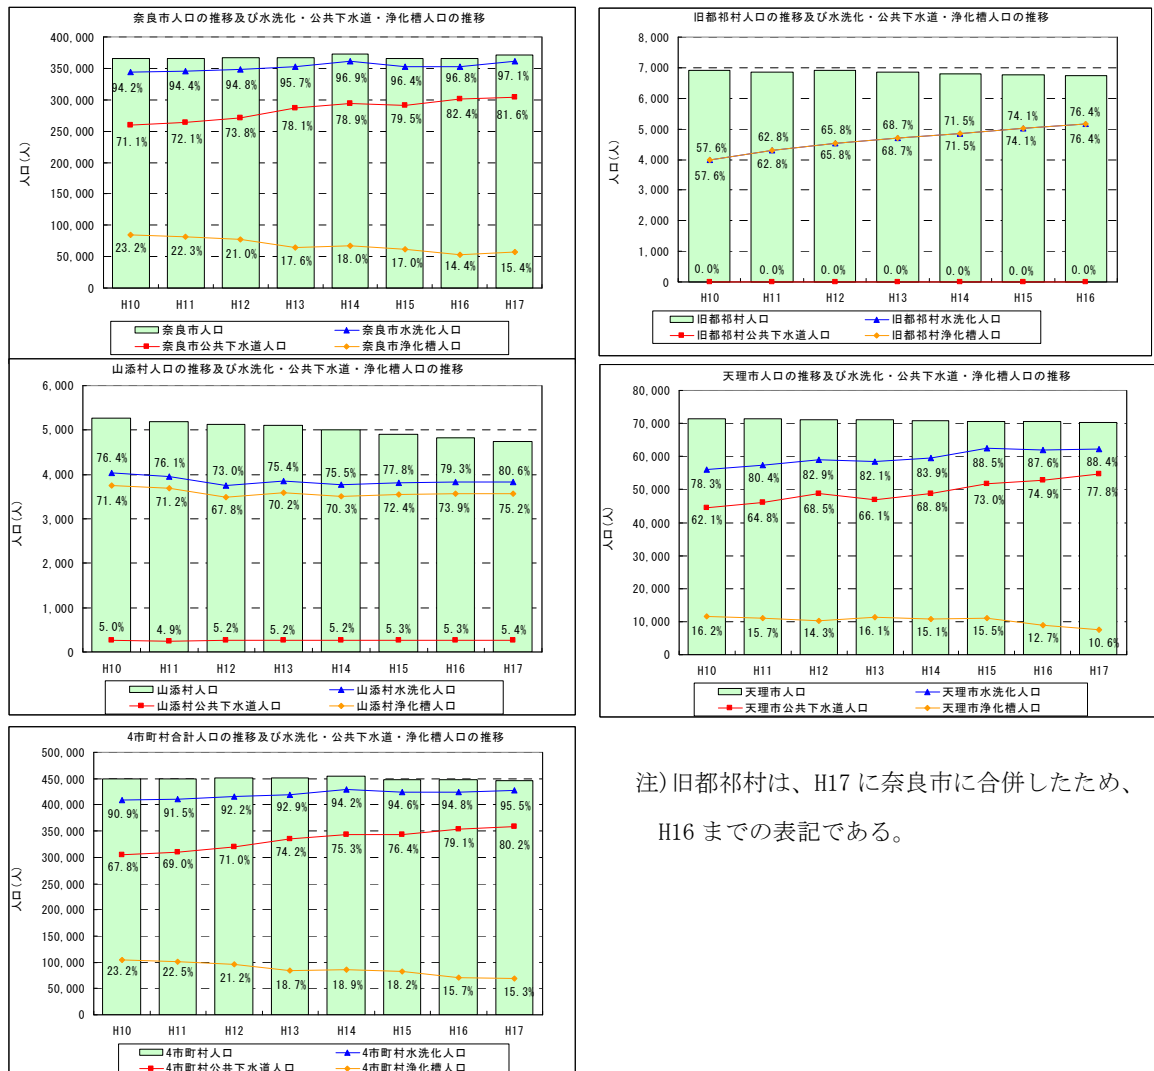 奈良市人口の推移及び水洗化・公共下水道・浄化槽人口の推移
人口(人)
400,000
350,000
300,000
250,000
200,000
150,000
100,000
50,000
0
94.2% 94.4% 94.8% 95.7% 96.9% 96.4% 96.8% 97.1%
71.1% 72.1% 73.8% 78.1% 78.9% 79.5% 82.4% 81.6%
23.2% 22.3% 21.0% 17.6% 18.0% 17.0% 14.4% 15.4%
H10 H11 H12 H13 H14 H15 H16 H17
奈良市人口 奈良市水洗化人口
奈良市公共下水道人口 奈良市浄化槽人口
旧都祁村人口の推移及び水洗化・公共下水道・浄化槽人口の推移
人口(人)
8,000
7,000
6,000
5,000
4,000
3,000
2,000
1,000
0
57.6% 62.8% 65.8% 68.7% 71.5% 74.1% 76.4%
57.6% 62.8% 65.8% 68.7% 71.5% 74.1% 76.4%
0.0% 0.0% 0.0% 0.0% 0.0% 0.0% 0.0%
H10 H11 H12 H13 H14 H15 H16
旧都祁村人口 旧都祁村水洗化人口
旧都祁村公共下水道人口 旧都祁村浄化槽人口
山添村人口の推移及び水洗化・公共下水道・浄化槽人口の推移
人口(人)
6,000
5,000
4,000
3,000
2,000
1,000
0
76.4% 76.1% 73.0% 75.4% 75.5% 77.8% 79.3% 80.6%
71.4% 71.2% 67.8% 70.2% 70.3% 72.4% 73.9% 75.2%
5.0% 4.9% 5.2% 5.2% 5.2% 5.3% 5.3% 5.4%
H10 H11 H12 H13 H14 H15 H16 H17
山添村人口 山添村水洗化人口
山添村公共下水道人口 山添村浄化槽人口
天理市人口の推移及び水洗化・公共下水道・浄化槽人口の推移
人口(人)
80,000
70,000
60,000
50,000
40,000
30,000
20,000
10,000
0
78.3% 80.4% 82.9% 82.1% 83.9% 88.5% 87.6% 88.4%
62.1% 64.8% 68.5% 66.1% 68.8% 73.0% 74.9% 77.8%
16.2% 15.7% 14.3% 16.1% 15.1% 15.5% 12.7% 10.6%
H10 H11 H12 H13 H14 H15 H16 H17
天理市人口 天理市水洗化人口
天理市公共下水道人口 天理市浄化槽人口
4市町村合計人口の推移及び水洗化・公共下水道・浄化槽人口の推移
人口(人)
500,000
450,000
400,000
350,000
300,000
250,000
200,000
150,000
100,000
50,000
0
90.9% 91.5% 92.2% 92.9% 94.2% 94.6% 94.8% 95.5%
67.8% 69.0% 71.0% 74.2% 75.3% 76.4% 79.1% 80.2%
23.2% 22.5% 21.2% 18.7% 18.9% 18.2% 15.7% 15.3%
H10 H11 H12 H13 H14 H15 H16 H17
4市町村人口 4市町村水洗化人口
4市町村公共下水道人口 4市町村浄化槽人口
注)旧都祁村は、H17に奈良市に合併したため、
H16までの表記である。